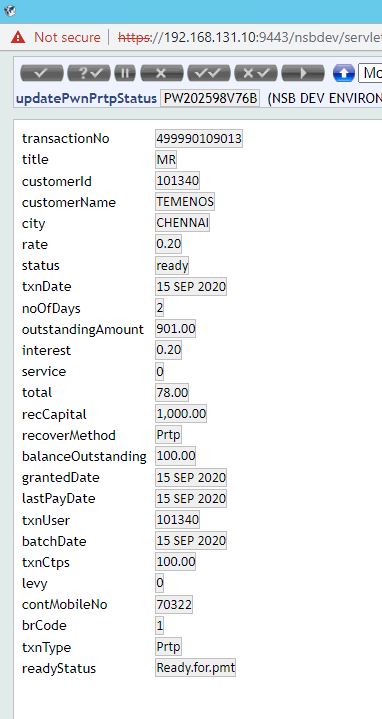 Not secure | https://192.168.131.10:9443/nsbdev/servlet
updatePwnPrtpStatus PW202598V76B (NSB DEV ENVIRON
transactionNo 499990109013
title MR
customerId 101340
customerName TEMENOS
city CHENNAI
rate 0.20
status ready
txnDate 15 SEP 2020
noOfDays 2
outstandingAmount 901.00
interest 0.20
service 0
total 78.00
recCapital 1,000.00
recoverMethod Prtp
balanceOutstanding 100.00
grantedDate 15 SEP 2020
lastPayDate 15 SEP 2020
txnUser 101340
batchDate 15 SEP 2020
txnCtps 100.00
levy 0
contMobileNo 70322
brCode 1
txnType Prtp
readyStatus Ready.for.pmt